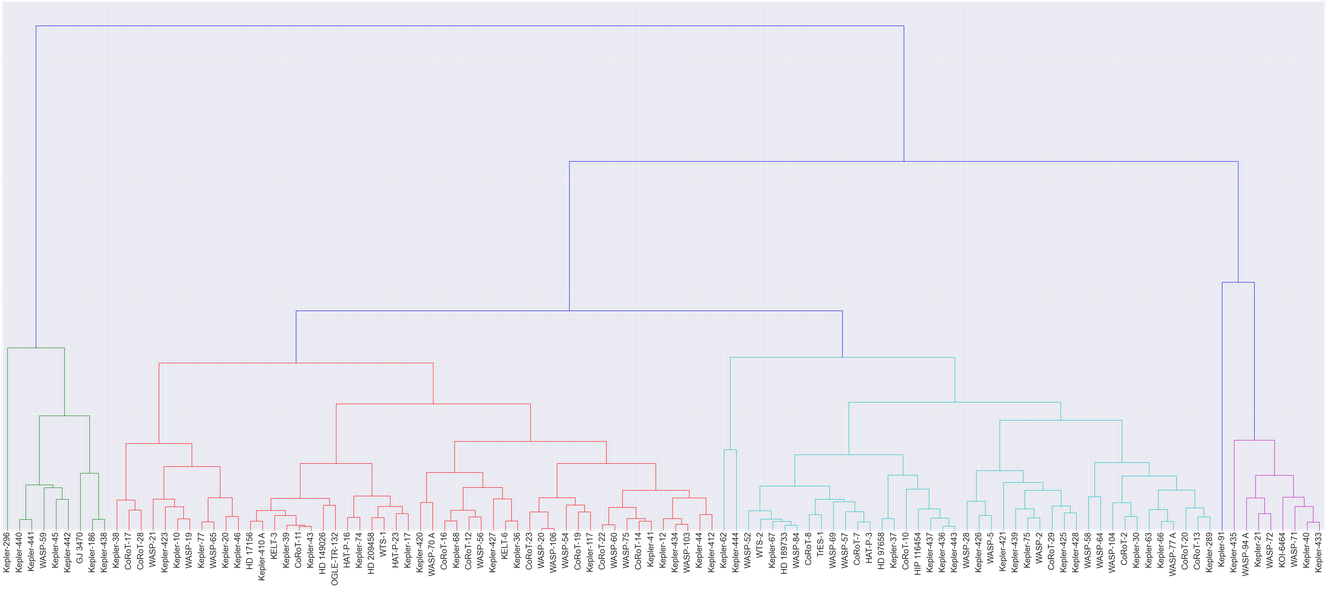 Kepler-296
Kepler-440
Kepler-441
WASP-59
Kepler-45
Kepler-442
GJ 3470
Kepler-186
Kepler-438
Kepler-38
CoRoT-17
CoRoT-28
WASP-21
Kepler-423
Kepler-10
WASP-19
Kepler-77
WASP-65
Kepler-20
Kepler-46
HD 17156
Kepler-410 A
KELT-3
Kepler-39
CoRoT-11
Kepler-43
HD 149026
OGLE-TR-132
HAT-P-16
Kepler-74
HD 209458
WTS-1
HAT-P-23
Kepler-420
WASP-70 A
CoRoT-16
Kepler-68
CoRoT-12
WASP-56
Kepler-427
KELT-6
Kepler-36
CoRoT-23
WASP-20
WASP-106
WASP-54
CoRoT-19
Kepler-117
CoRoT-22
WASP-60
WASP-75
CoRoT-14
Kepler-41
Kepler-12
Kepler-434
WASP-103
Kepler-44
Kepler-412
Kepler-62
Kepler-444
WASP-52
WTS-2
Kepler-67
HD 189733
WASP-84
CoRoT-8
TrES-1
WASP-69
WASP-57
CoRoT-7
HAT-P-3
HD 97658
Kepler-37
CoRoT-10
HIP 116454
Kepler-437
Kepler-436
Kepler-443
WASP-28
Kepler-426
WASP-5
Kepler-421
Kepler-439
Kepler-75
WASP-2
CoRoT-29
Kepler-425
Kepler-428
WASP-58
WASP-64
WASP-104
CoRoT-2
Kepler-30
Kepler-63
Kepler-66
WASP-77 A
CoRoT-20
CoRoT-13
Kepler-289
Kepler-91
Kepler-435
WASP-94 A
Kepler-21
WASP-72
KOI-6464
WASP-71
Kepler-40
Kepler-433